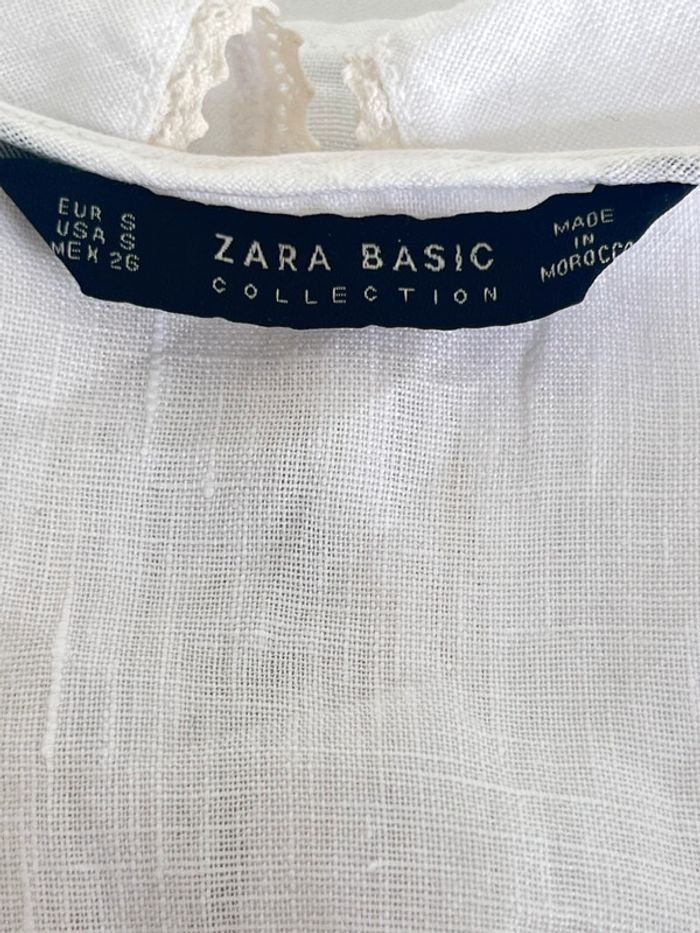 EUR S
USA S
MEX 26
ZARA BASIC
COLLECTION
MADE
IN
MOROCCO